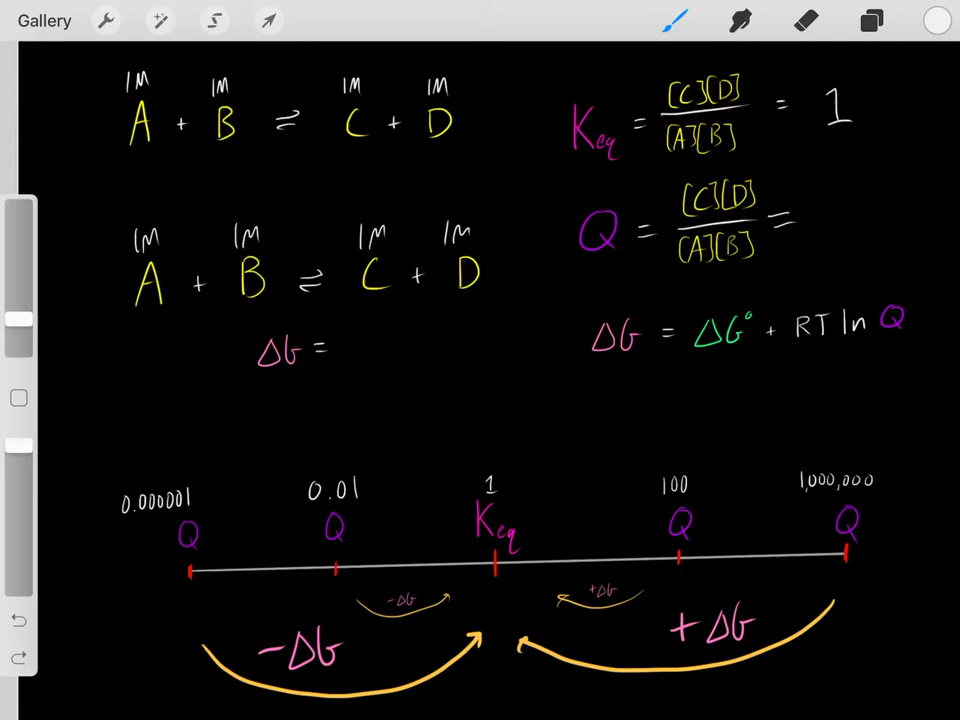 Gallery
1M 1M 1M 1M
A + B ⇌ C + D
Keq = [C][D] / [A][B] = 1
Q = [C][D] / [A][B] =
1M 1M 1M 1M
A + B ⇌ C + D
ΔG =
ΔG = ΔG° + RT ln Q
0.000001 0.01 1 100 1,000,000
Q Q Keq Q Q
-ΔG +ΔG
-ΔG +ΔG